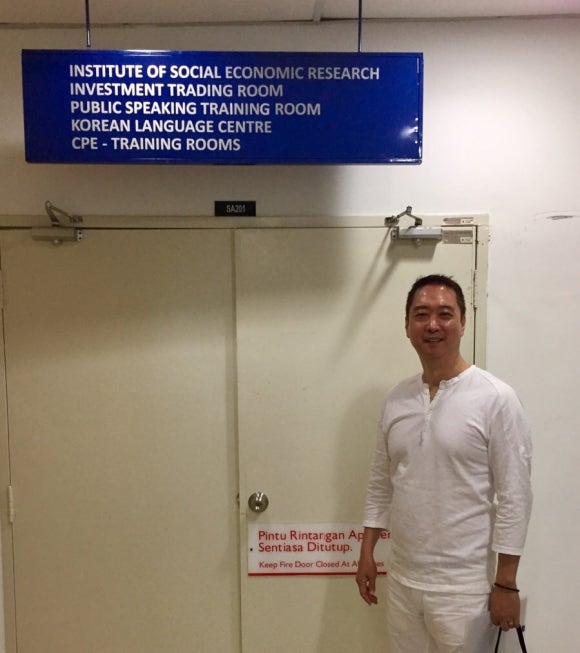 INSTITUTE OF SOCIAL ECONOMIC RESEARCH
INVESTMENT TRADING ROOM
PUBLIC SPEAKING TRAINING ROOM
KOREAN LANGUAGE CENTRE
CPE - TRAINING ROOMS
SA201
Pintu Rintangan
Sentiasa Ditutup.
Keep Fire Door Closed At